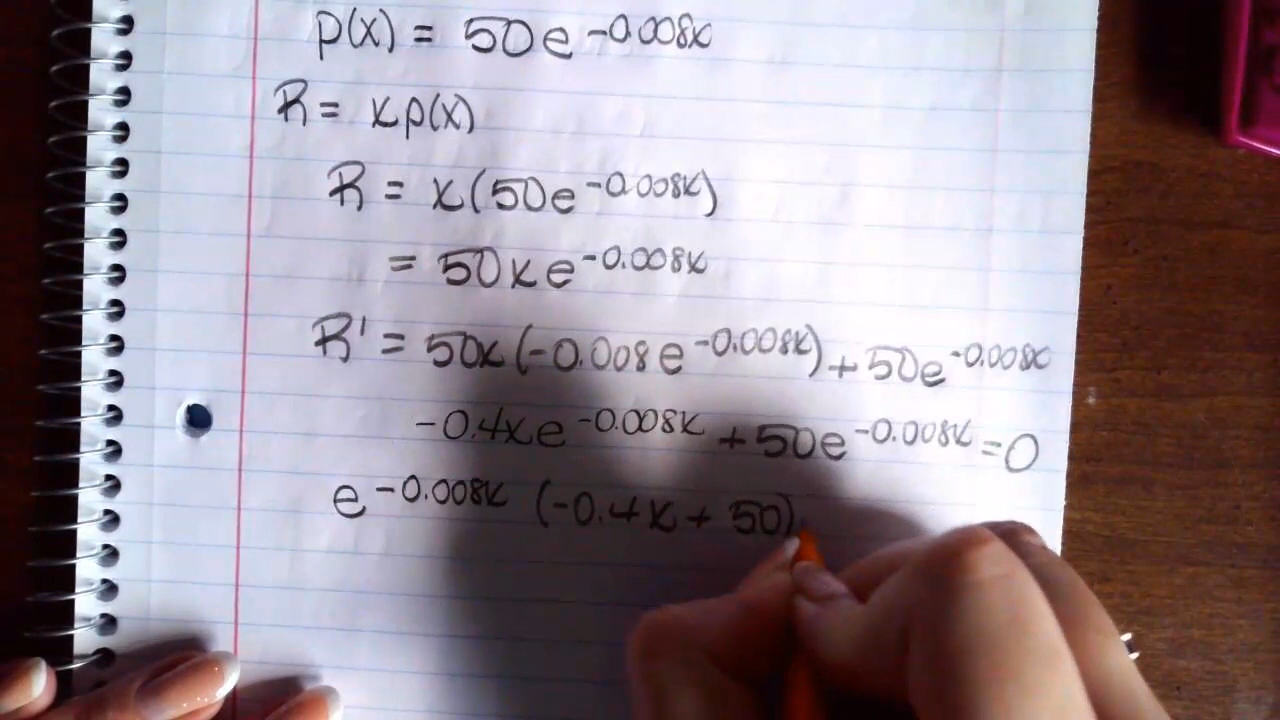 p(x) = 50e^-0.008x
R = xp(x)
R = x(50e^-0.008x)
= 50xe^-0.008x
R' = 50x(-0.008e^-0.008x) + 50e^-0.008x
-0.4xe^-0.008x + 50e^-0.008x = 0
e^-0.008x (-0.4x + 50)